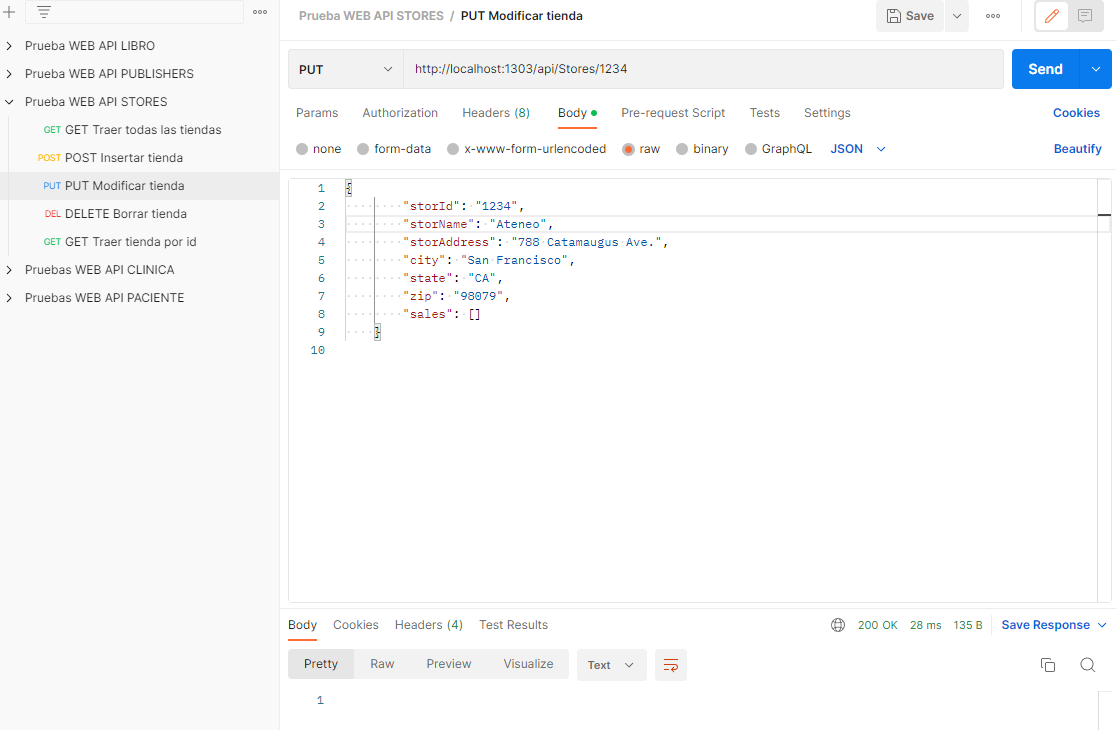 Prueba WEB API STORES / PUT Modificar tienda
Save
Prueba WEB API LIBRO
Prueba WEB API PUBLISHERS
Prueba WEB API STORES
GET GET Traer todas las tiendas
POST POST Insertar tienda
PUT PUT Modificar tienda
DEL DELETE Borrar tienda
GET GET Traer tienda por id
Pruebas WEB API CLINICA
Pruebas WEB API PACIENTE
PUT http://localhost:1303/api/Stores/1234 Send
Params Authorization Headers (8) Body Pre-request Script Tests Settings Cookies
none form-data x-www-form-urlencoded raw binary GraphQL JSON Beautify
1 {
2 "storId": "1234",
3 "storName": "Ateneo",
4 "storAddress": "788 Catamaugus Ave.",
5 "city": "San Francisco",
6 "state": "CA",
7 "zip": "98079",
8 "sales": []
9 }
10
Body Cookies Headers (4) Test Results 200 OK 28 ms 135 B Save Response
Pretty Raw Preview Visualize Text
1